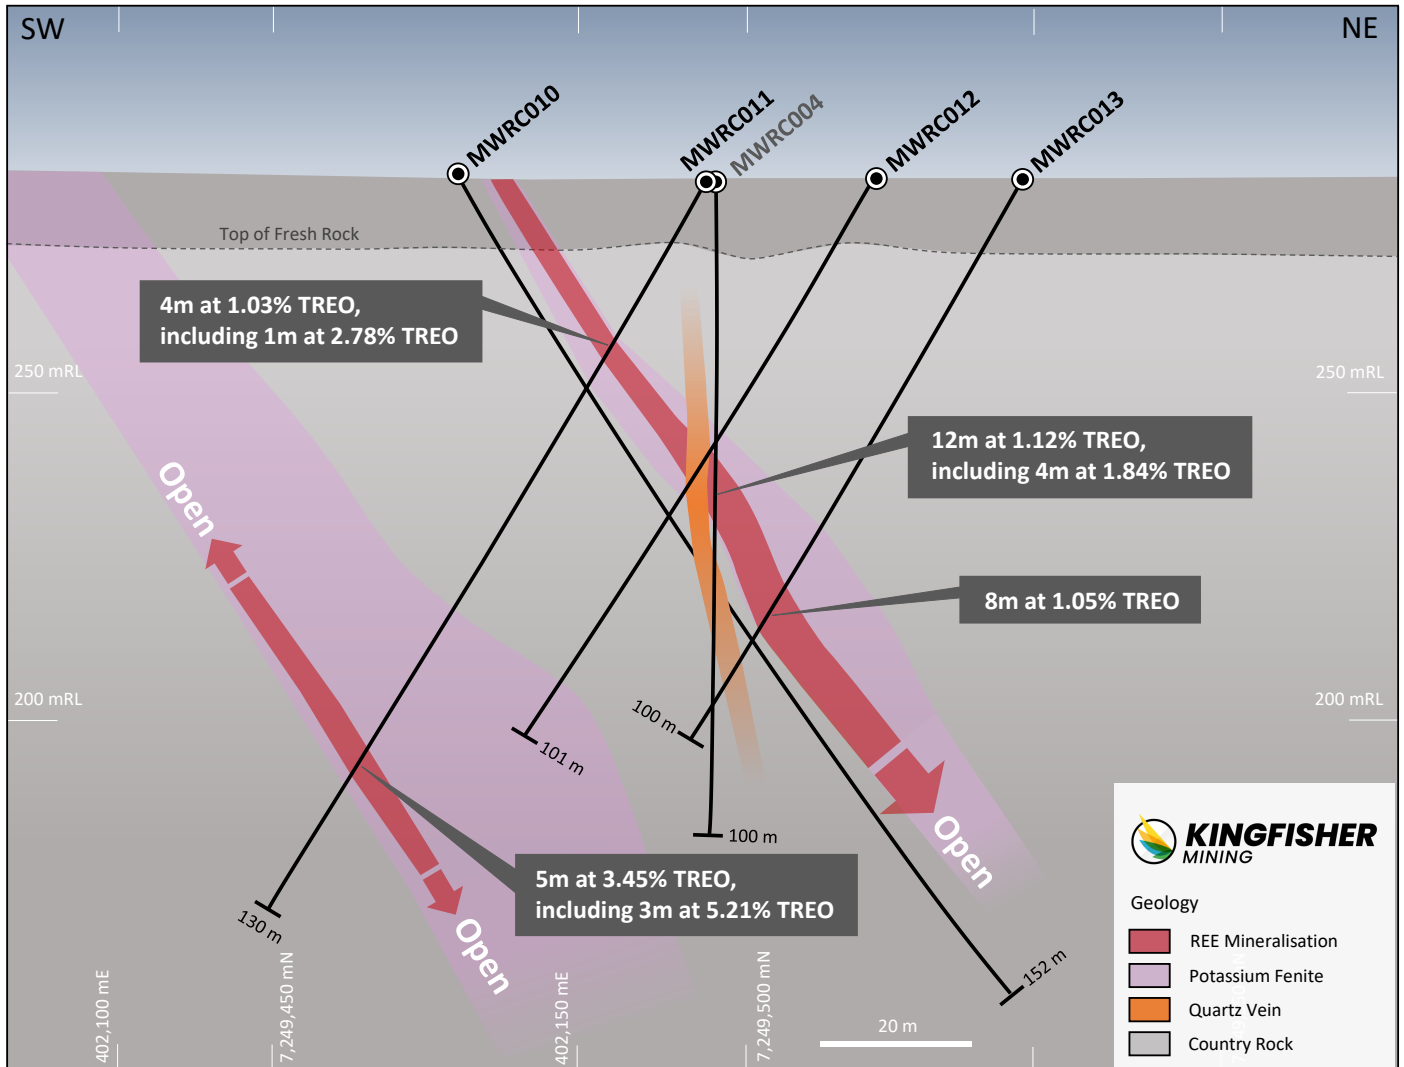 SW
NE
MWRC010
MWRC011
MWRC004
MWRC012
MWRC013
Top of Fresh Rock
4m at 1.03% TREO,
including 1m at 2.78% TREO
250 mRL
250 mRL
12m at 1.12% TREO,
including 4m at 1.84% TREO
Open
8m at 1.05% TREO
200 mRL
200 mRL
100 m
101 m
100 m
Open
5m at 3.45% TREO,
including 3m at 5.21% TREO
130 m
Open
152 m
402,100 mE
7,249,450 mN
402,150 mE
7,249,500 mN
20 m
KINGFISHER
MINING
Geology
REE Mineralisation
Potassium Fenite
Quartz Vein
Country Rock